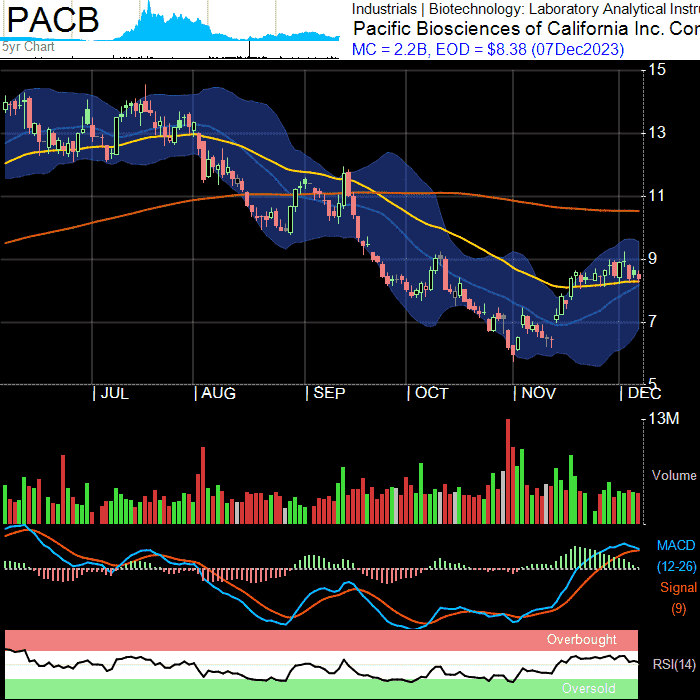 PACB
5yr Chart
Industrials | Biotechnology: Laboratory Analytical Instru
Pacific Biosciences of California Inc. Con
MC = 2.2B, EOD = $8.38 (07Dec2023)
15
13
11
9
7
5
| JUL
| AUG
| SEP
| OCT
| NOV
| DEC
13M
Volume
MACD
(12-26)
Signal
(9)
Overbought
RSI(14)
Oversold